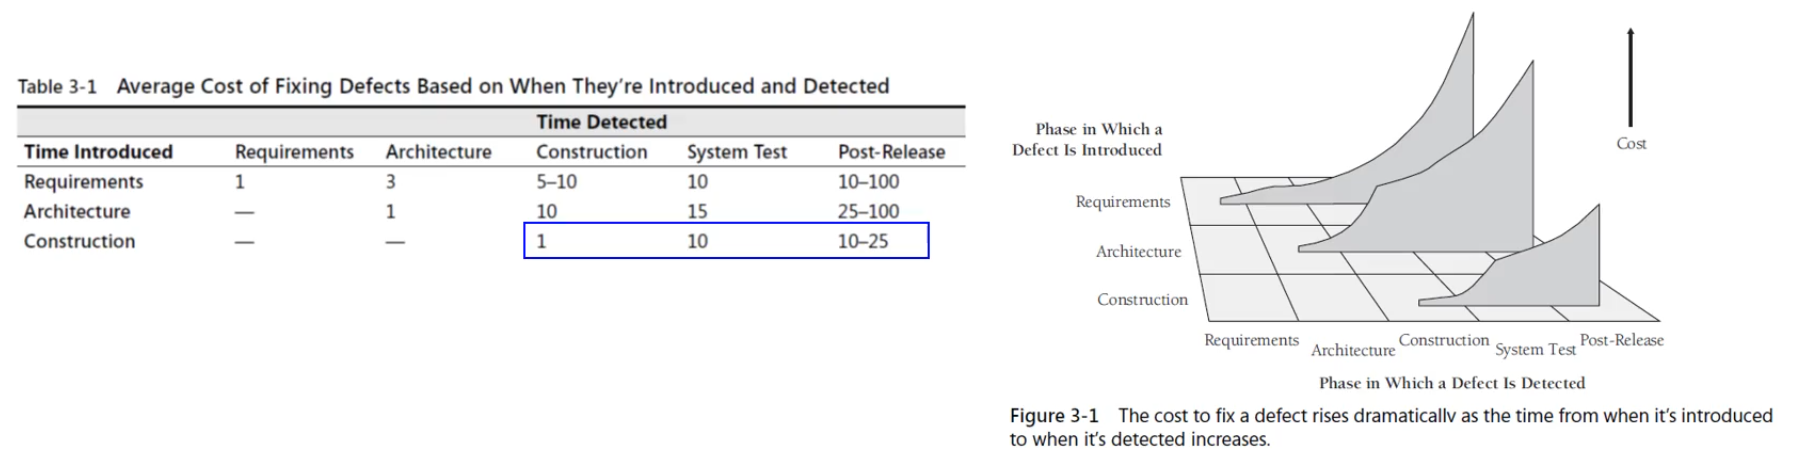 Table 3-1 Average Cost of Fixing Defects Based on When They're Introduced and Detected
Time Detected
Time Introduced Requirements Architecture Construction System Test Post-Release
Requirements 1 3 5–10 10 10–100
Architecture — 1 10 15 25–100
Construction — — 1 10 10–25
Cost
Phase in Which a
Defect Is Introduced
Requirements
Architecture
Construction
Requirements Architecture Construction System Test Post-Release
Phase in Which a Defect Is Detected
Figure 3-1 The cost to fix a defect rises dramatically as the time from when it's introduced
to when it's detected increases.